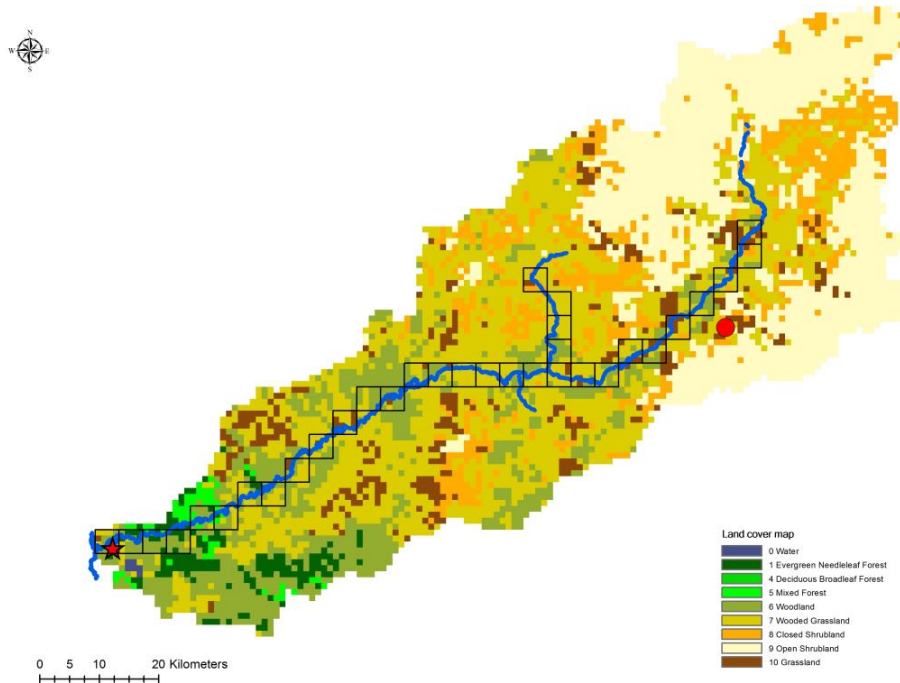 N
W E
S
Land cover map
0 Water
1 Evergreen Needleleaf Forest
4 Deciduous Broadleaf Forest
5 Mixed Forest
6 Woodland
7 Wooded Grassland
8 Closed Shrubland
9 Open Shrubland
10 Grassland
0 5 10 20 Kilometers